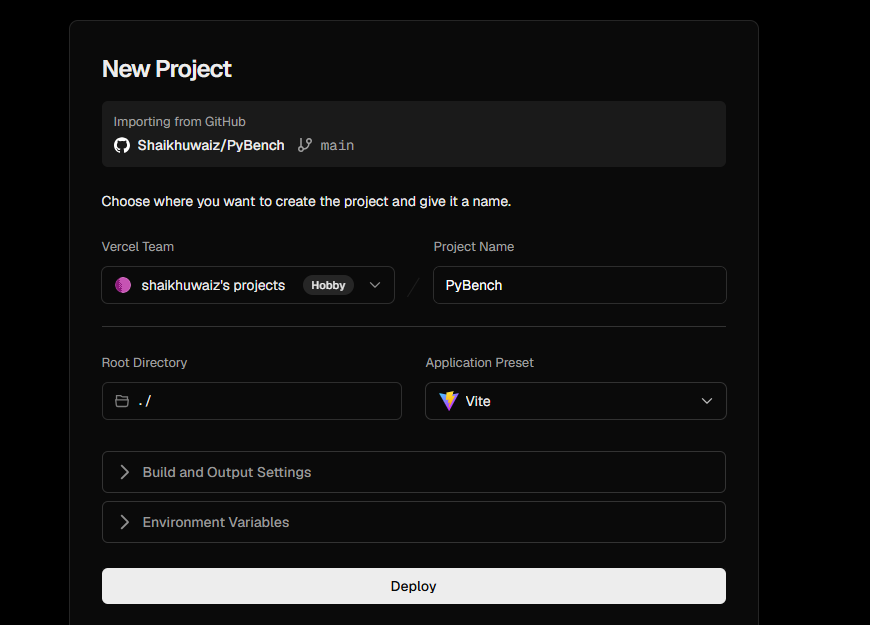 New Project
Importing from GitHub
Shaikhuwaiz/PyBench main
Choose where you want to create the project and give it a name.
Vercel Team Project Name
shaikhuwaiz's projects Hobby / PyBench
Root Directory Application Preset
./ Vite
Build and Output Settings
Environment Variables
Deploy